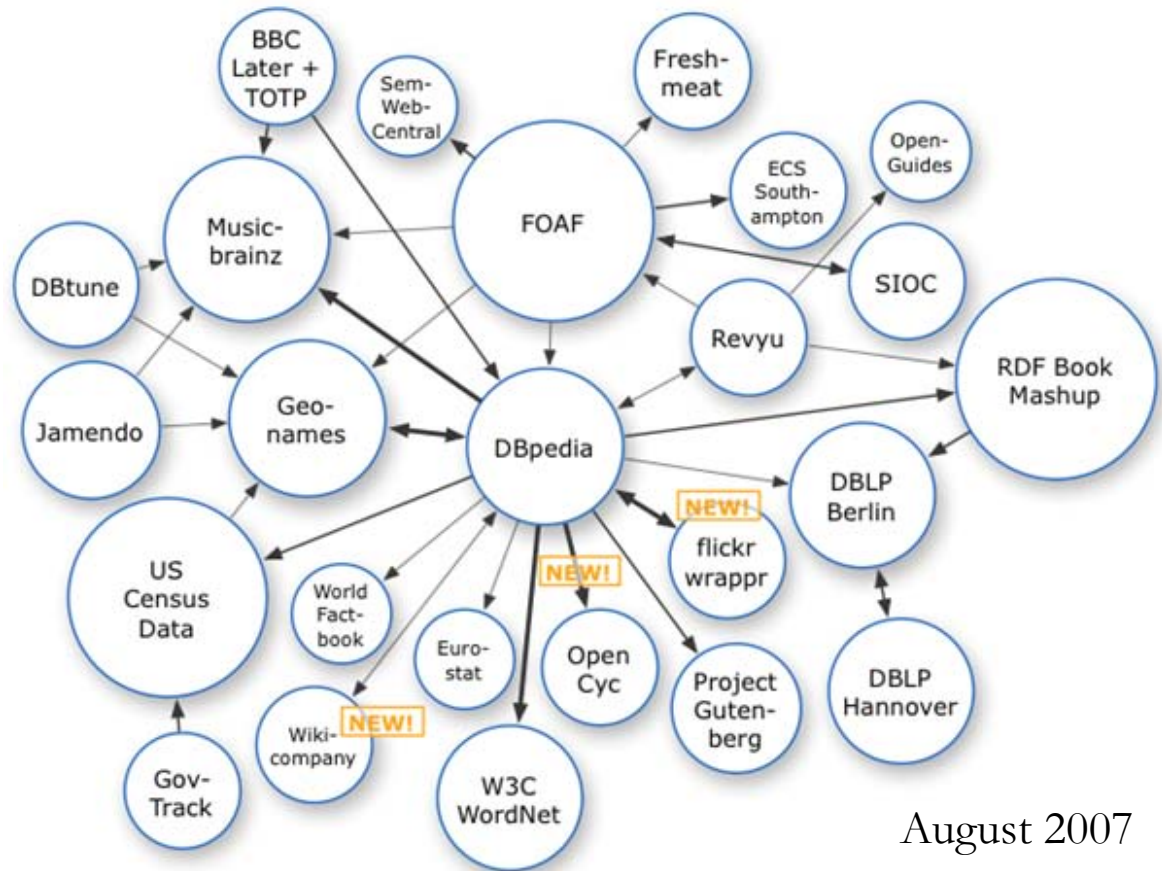 BBC
Later +
TOTP
Sem-
Web-
Central
Fresh-
meat
Open-
Guides
ECS
South-
ampton
FOAF
Music-
brainz
DBtune
SIOC
Revyu
RDF Book
Mashup
Geo-
names
Jamendo
DBpedia
DBLP
Berlin
NEW!
flickr
wrappr
NEW!
US
Census
Data
World
Fact-
book
Euro-
stat
Open
Cyc
Project
Guten-
berg
DBLP
Hannover
Wiki-
company
NEW!
Gov-
Track
W3C
WordNet
August 2007